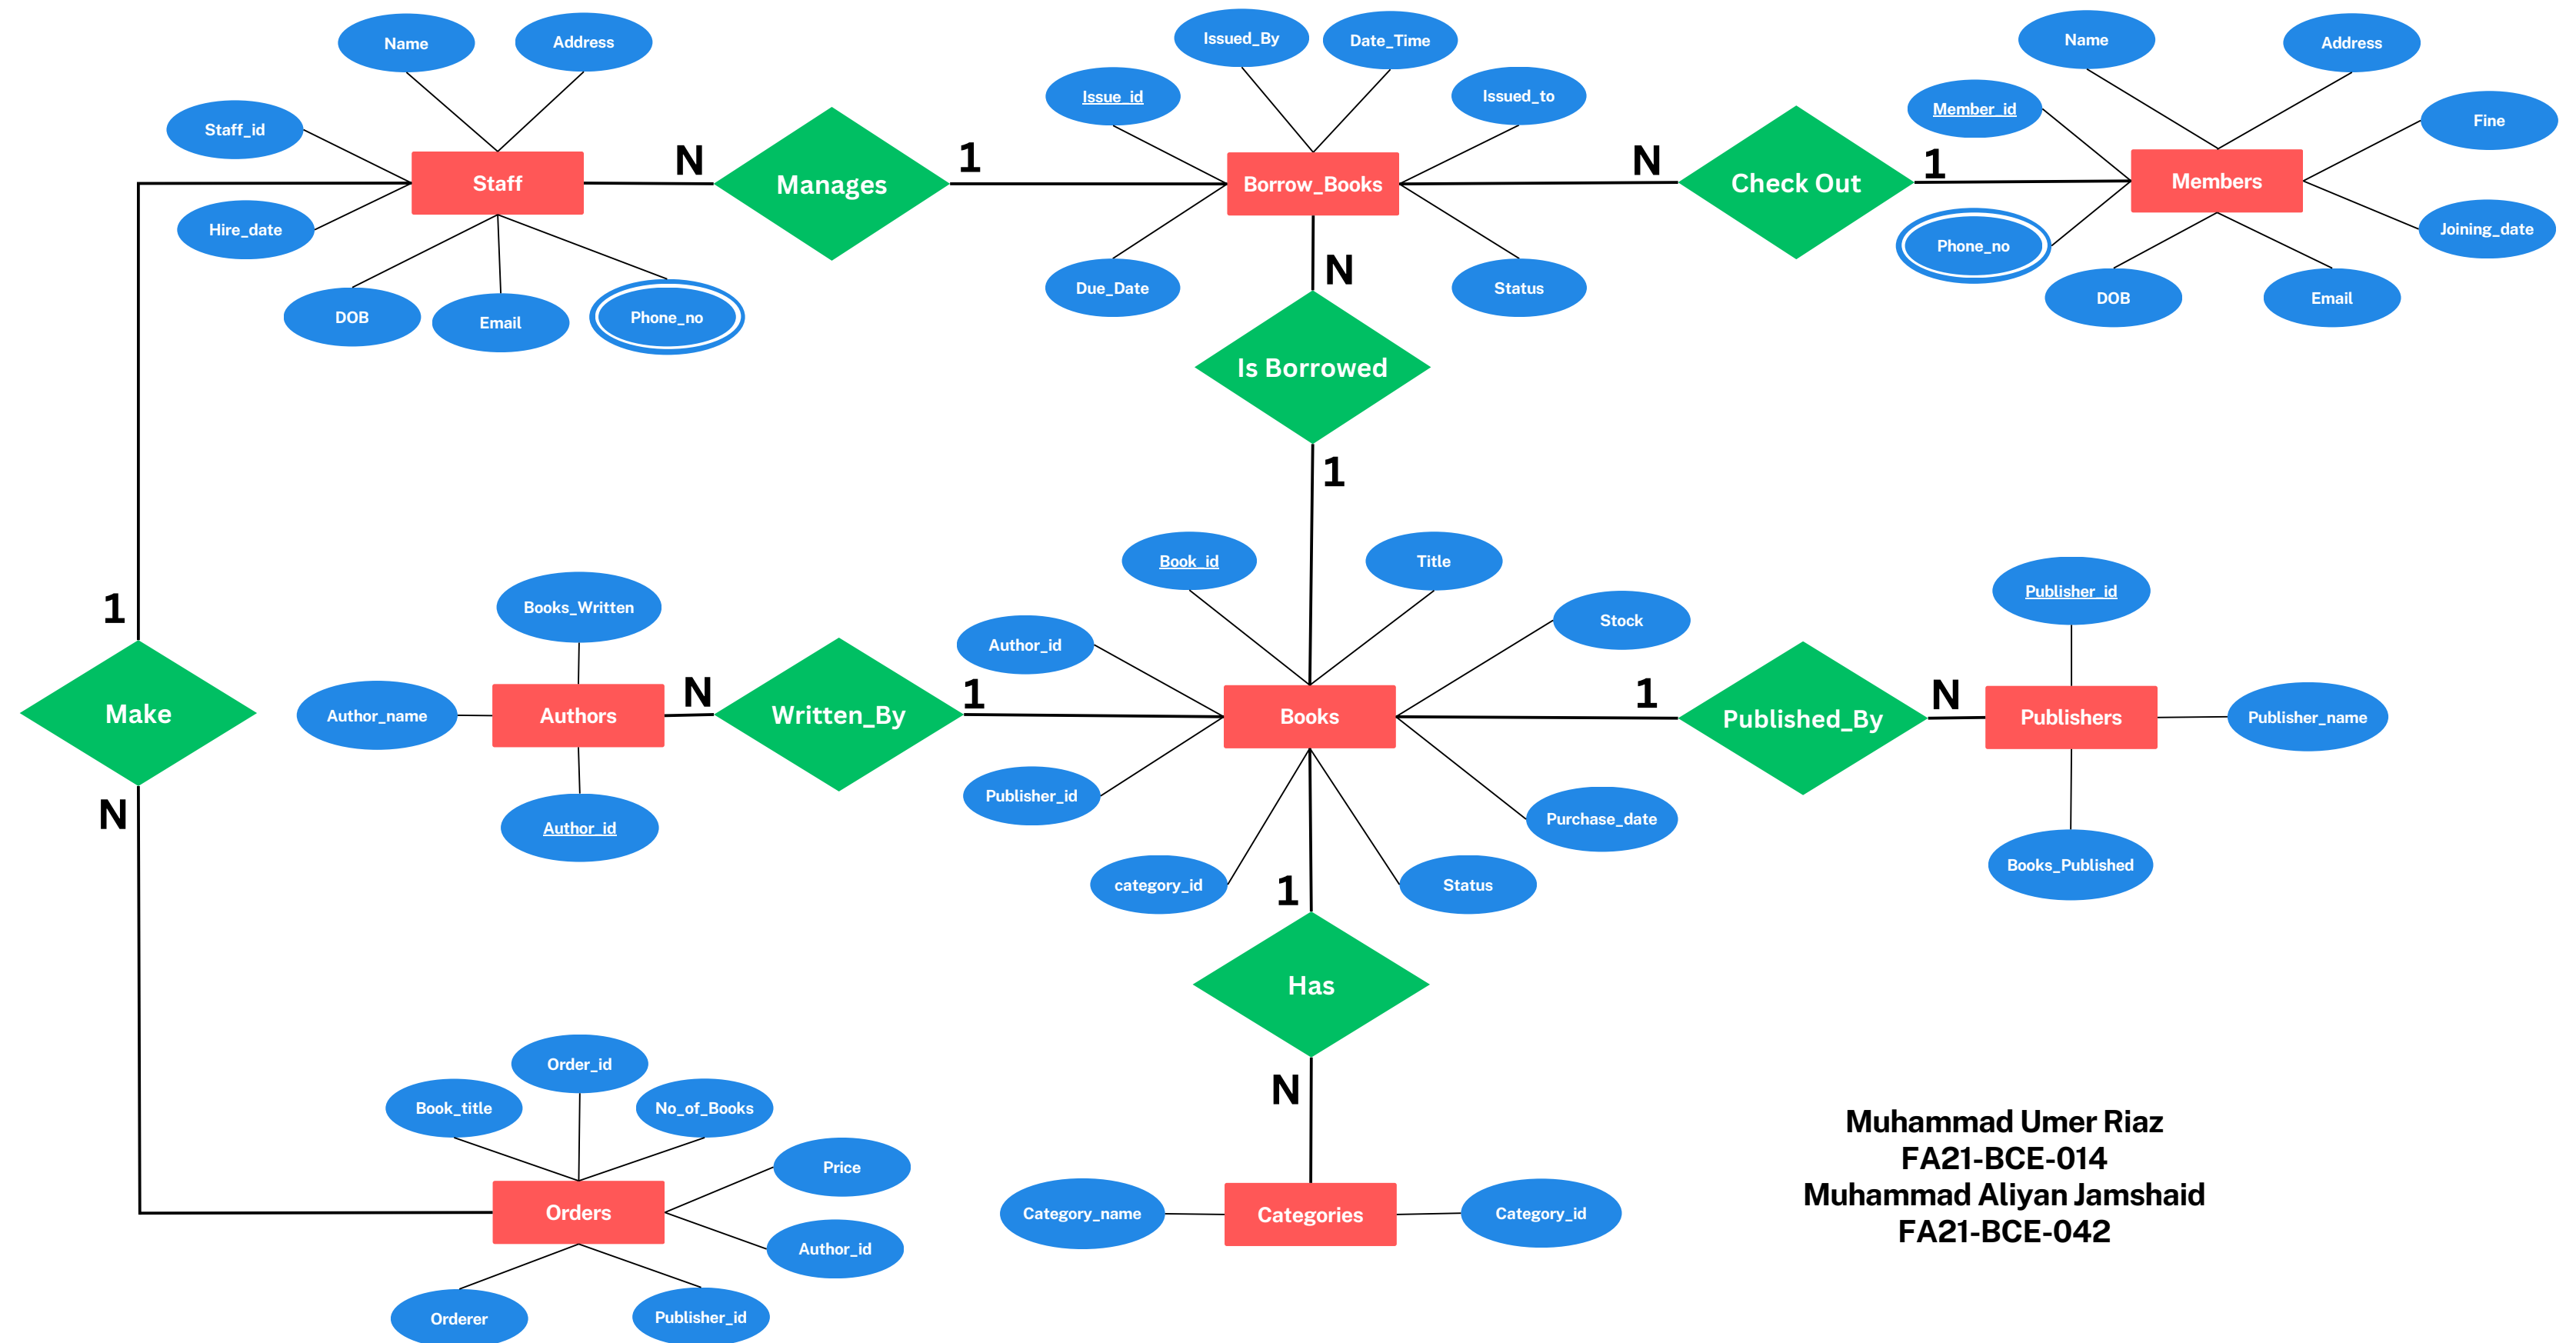 Name
Address
Staff_id
Staff
Hire_date
DOB
Email
Phone_no
N
Manages
1
Issued_By
Date_Time
Issue_id
Issued_to
Borrow_Books
Due_Date
Status
N
Check Out
1
Name
Address
Member_id
Fine
Members
Phone_no
Joining_date
DOB
Email
N
Is Borrowed
1
1
Make
N
Books_Written
Author_name
Authors
Author_id
N
Written_By
1
Book_id
Title
Author_id
Stock
Books
Publisher_id
Purchase_date
category_id
Status
1
Published_By
N
Publisher_id
Publishers
Publisher_name
Books_Published
1
Has
N
Category_name
Categories
Category_id
Order_id
Book_title
No_of_Books
Price
Orders
Author_id
Orderer
Publisher_id
Muhammad Umer Riaz
FA21-BCE-014
Muhammad Aliyan Jamshaid
FA21-BCE-042